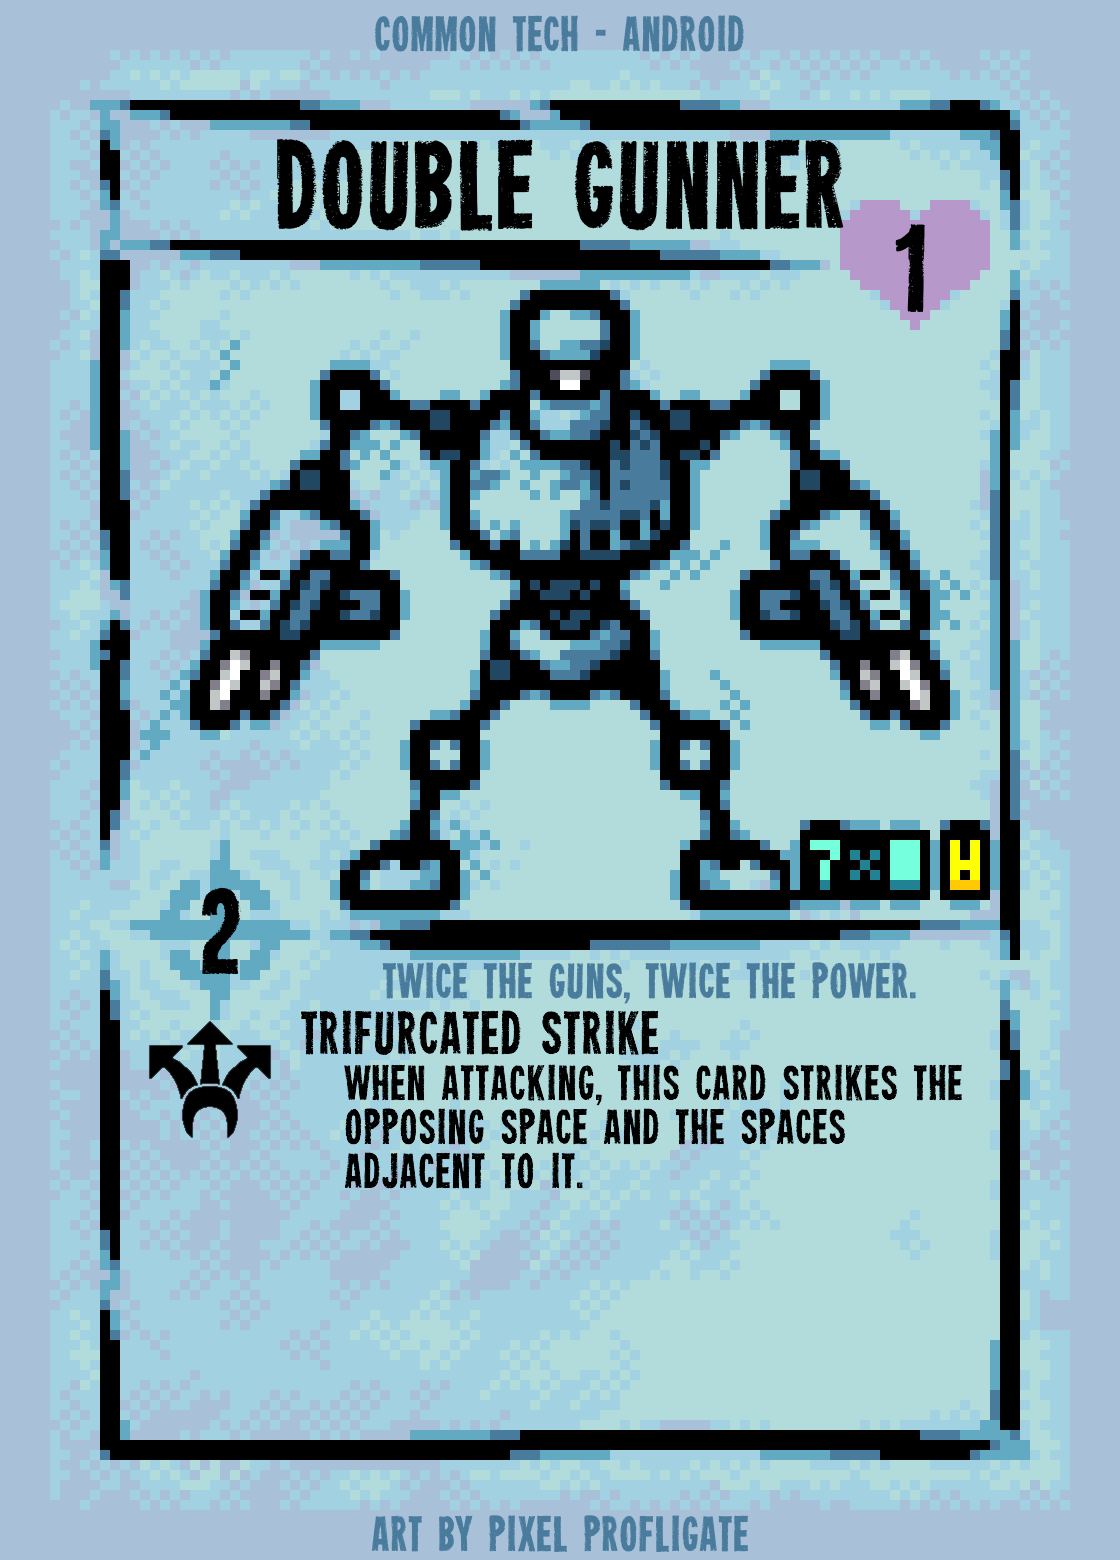 COMMON TECH - ANDROID
DOUBLE GUNNER
1
7
2
TWICE THE GUNS, TWICE THE POWER.
TRIFURCATED STRIKE
WHEN ATTACKING, THIS CARD STRIKES THE
OPPOSING SPACE AND THE SPACES
ADJACENT TO IT.
ART BY PIXEL PROFLIGATE